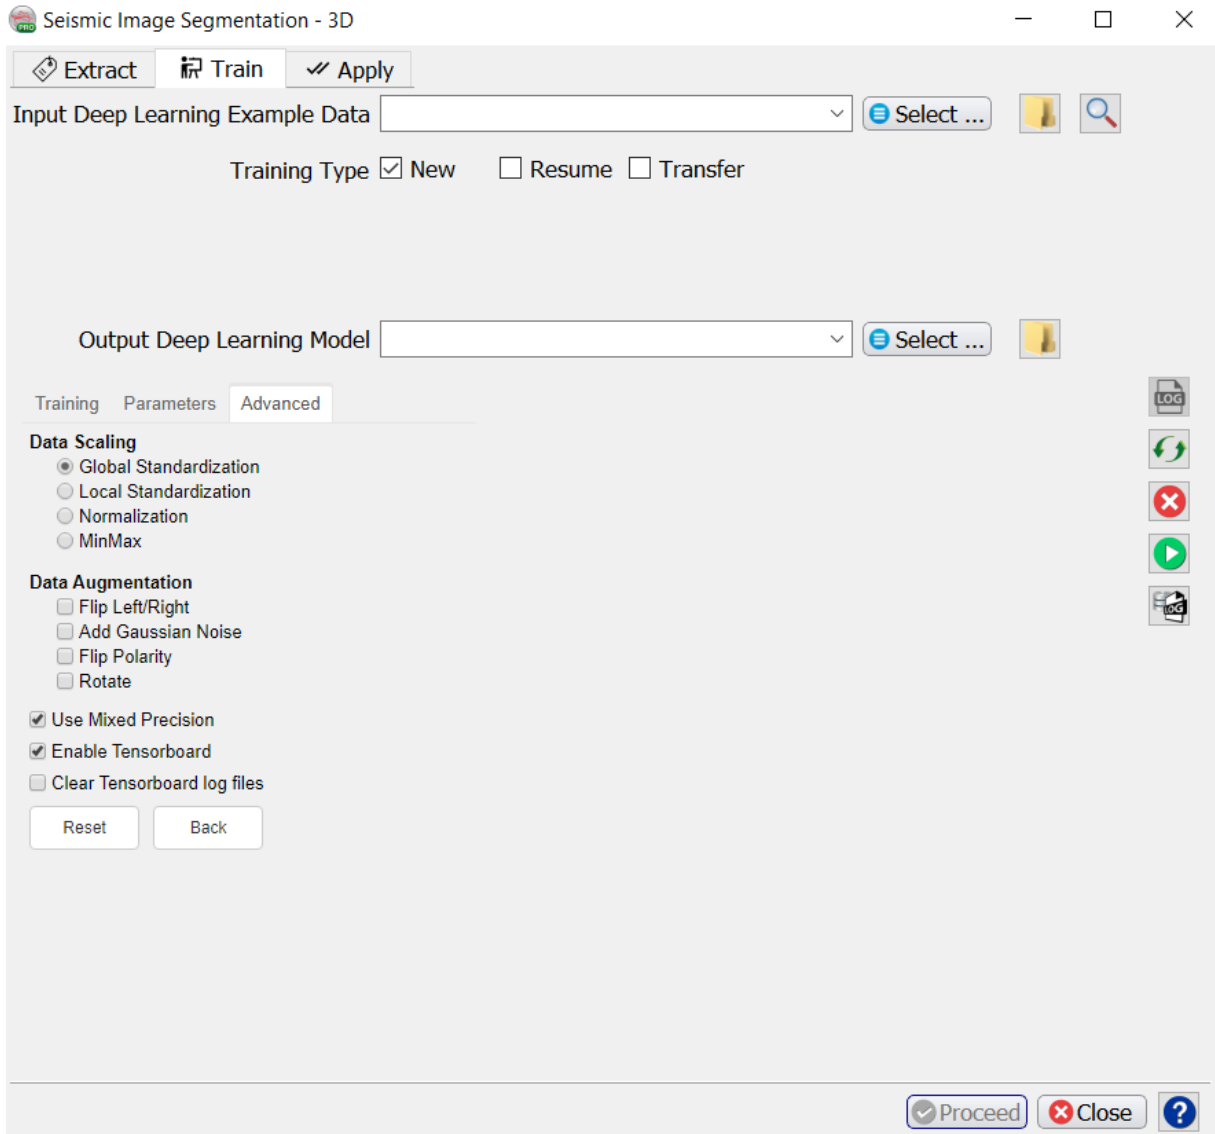 PRO Seismic Image Segmentation - 3D
Extract Train Apply
Input Deep Learning Example Data Select ...
Training Type New Resume Transfer
Output Deep Learning Model Select ...
Training Parameters Advanced
LOG
Data Scaling
Global Standardization
Local Standardization
Normalization
MinMax
Data Augmentation
Flip Left/Right
LOG
Add Gaussian Noise
Flip Polarity
Rotate
Use Mixed Precision
Enable Tensorboard
Clear Tensorboard log files
Reset Back
Proceed Close ?